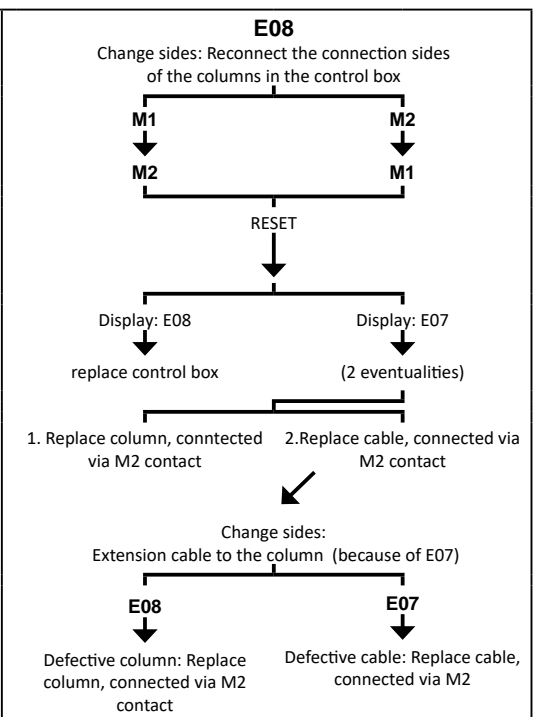 E08
Change sides: Reconnect the connection sides
of the columns in the control box
M1
M2
M2
M1
RESET
Display: E08
Display: E07
replace control box
(2 eventualities)
1. Replace column, conntected
via M2 contact
2.Replace cable, connected via
M2 contact
Change sides:
Extension cable to the column (because of E07)
E08
E07
Defective column: Replace
column, connected via M2
contact
Defective cable: Replace cable,
connected via M2